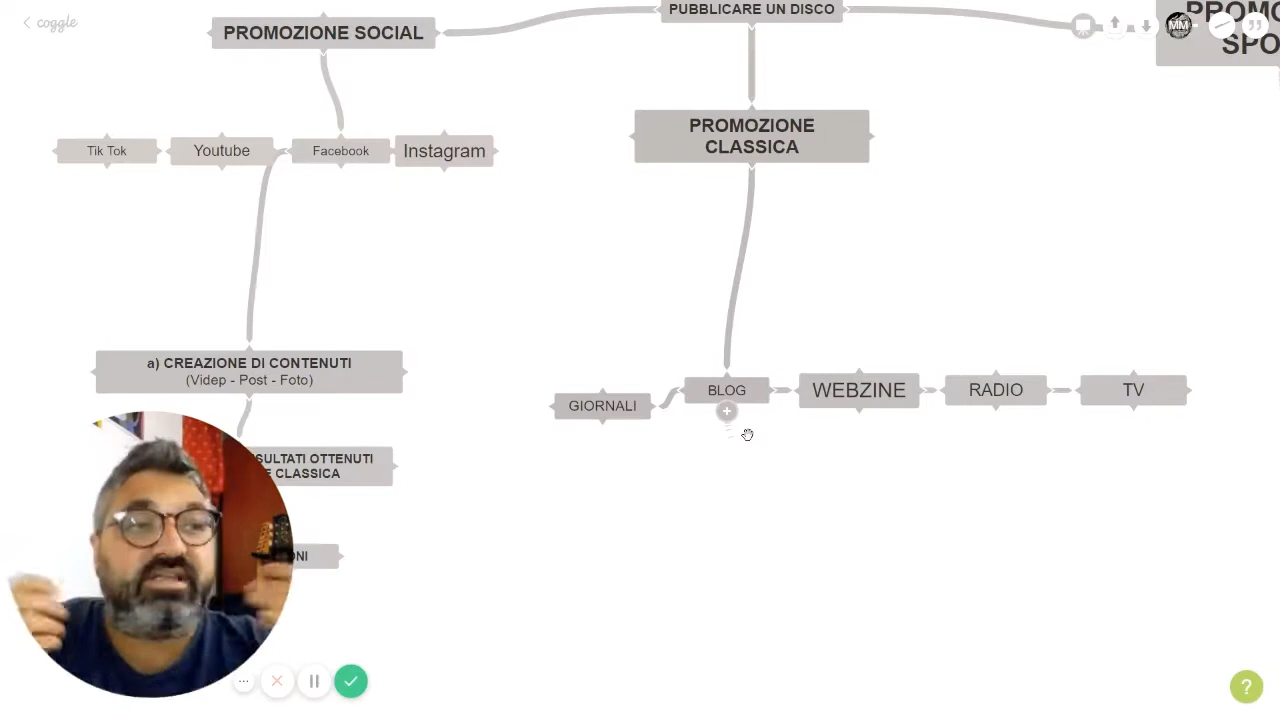 coggle
PUBBLICARE UN DISCO
MM
PROMOZIONE SOCIAL
PROMOZIONE
CLASSICA
Tik Tok
Youtube
Facebook
Instagram
a) CREAZIONE DI CONTENUTI
(Videp - Post - Foto)
GIORNALI
BLOG
WEBZINE
RADIO
TV
OTTENUTI
CLASSICA
?